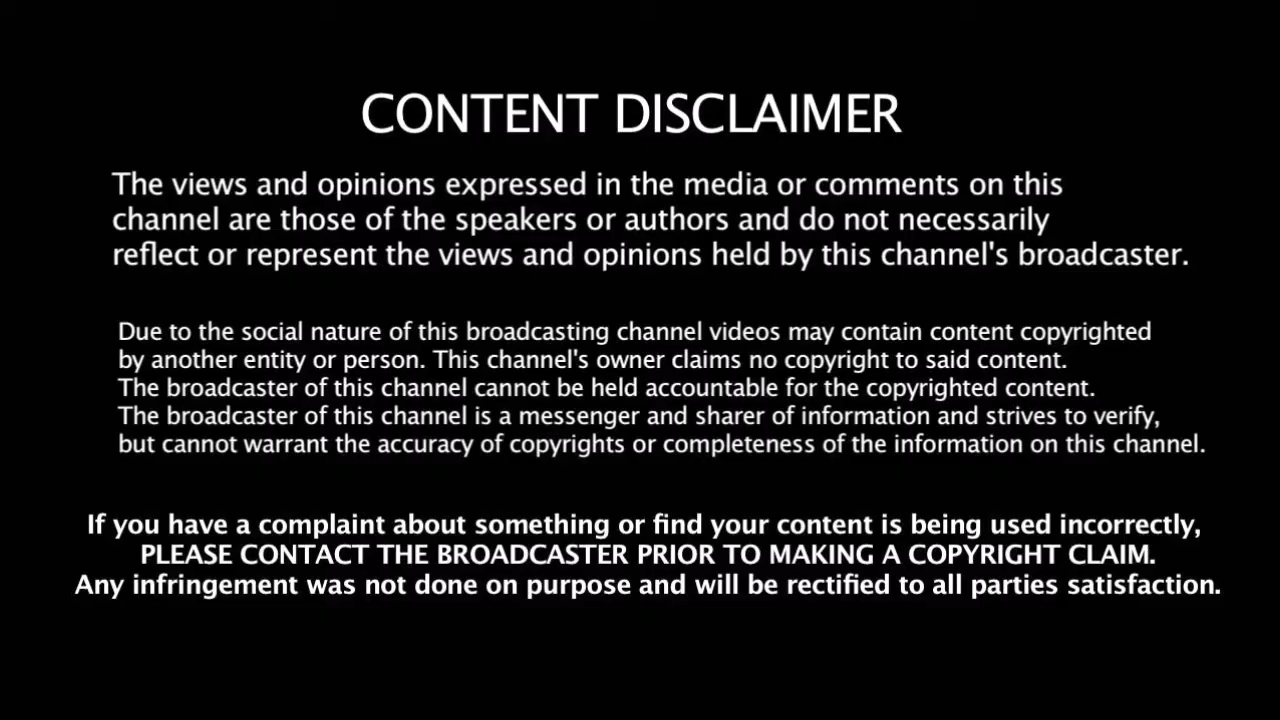 CONTENT DISCLAIMER
The views and opinions expressed in the media or comments on this
channel are those of the speakers or authors and do not necessarily
reflect or represent the views and opinions held by this channel's broadcaster.
Due to the social nature of this broadcasting channel videos may contain content copyrighted
by another entity or person. This channel's owner claims no copyright to said content.
The broadcaster of this channel cannot be held accountable for the copyrighted content.
The broadcaster of this channel is a messenger and sharer of information and strives to verify,
but cannot warrant the accuracy of copyrights or completeness of the information on this channel.
If you have a complaint about something or find your content is being used incorrectly,
PLEASE CONTACT THE BROADCASTER PRIOR TO MAKING A COPYRIGHT CLAIM.
Any infringement was not done on purpose and will be rectified to all parties satisfaction.